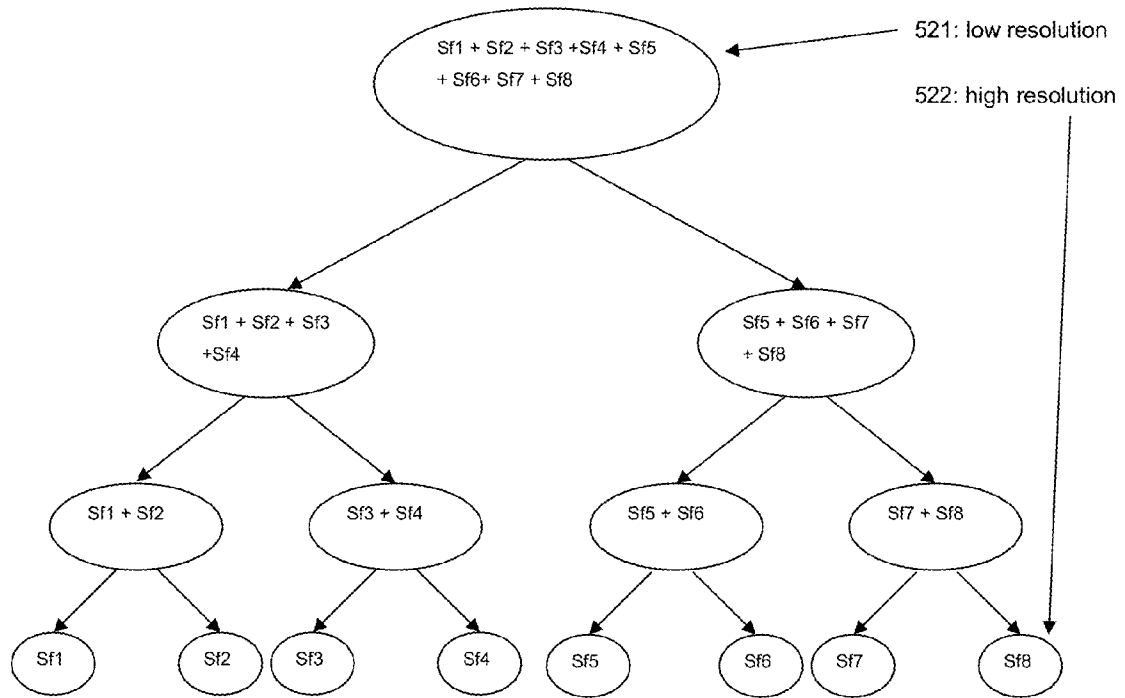 Sf1 + Sf2 + Sf3 +Sf4 + Sf5
+ Sf6+ Sf7 + Sf8
521: low resolution
522: high resolution
Sf1 + Sf2 + Sf3
+Sf4
Sf5 + Sf6 + Sf7
+ Sf8
Sf1 + Sf2
Sf3 + Sf4
Sf5 + Sf6
Sf7 + Sf8
Sf1
Sf2
Sf3
Sf4
Sf5
Sf6
Sf7
Sf8